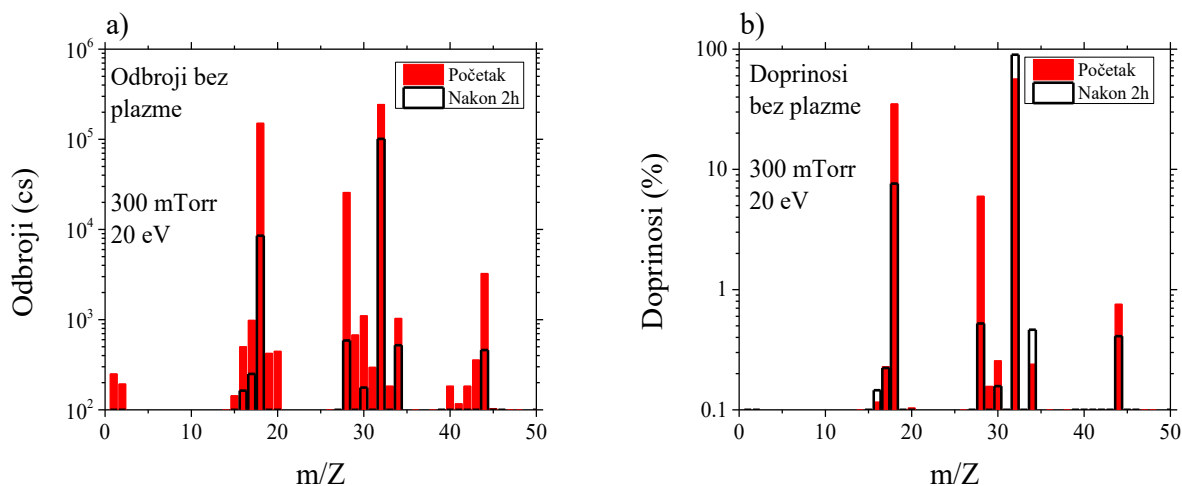 a)
Odbroji (cs)
10^6
10^5
10^4
10^3
10^2
Odbroji bez
plazme
300 mTorr
20 eV
Početak
Nakon 2h
0 10 20 30 40 50
m/Z
b)
Doprinosi (%)
100
10
1
0.1
Doprinosi
bez plazme
300 mTorr
20 eV
Početak
Nakon 2h
0 10 20 30 40 50
m/Z